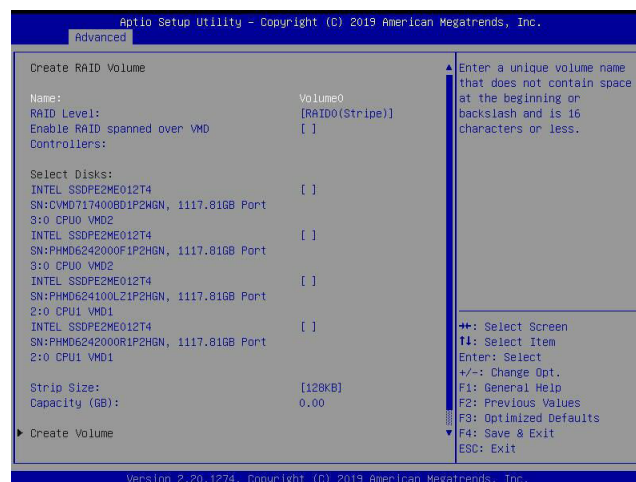 Aptio Setup Utility – Copyright (C) 2019 American Megatrends, Inc.
Advanced
Create RAID Volume
Name: Volume0
RAID Level: [RAID0(Stripe)]
Enable RAID spanned over VMD [ ]
Controllers:
Select Disks:
INTEL SSDPE2ME012T4 [ ]
SN:CVMD717400BD1P2WGN, 1117.81GB Port
3:0 CPU0 VMD2
INTEL SSDPE2ME012T4 [ ]
SN:PHMD6242000F1P2HGN, 1117.81GB Port
3:0 CPU0 VMD2
INTEL SSDPE2ME012T4 [ ]
SN:PHMD624100LZ1P2HGN, 1117.81GB Port
2:0 CPU1 VMD1
INTEL SSDPE2ME012T4 [ ]
SN:PHMD6242000R1P2HGN, 1117.81GB Port
2:0 CPU1 VMD1
Strip Size: [128KB]
Capacity (GB): 0.00
Create Volume
Enter a unique volume name
that does not contain space
at the beginning or
backslash and is 16
characters or less.
→←: Select Screen
↑↓: Select Item
Enter: Select
+/-: Change Opt.
F1: General Help
F2: Previous Values
F3: Optimized Defaults
F4: Save & Exit
ESC: Exit
Version 2.20.1274. Copyright (C) 2019 American Megatrends, Inc.